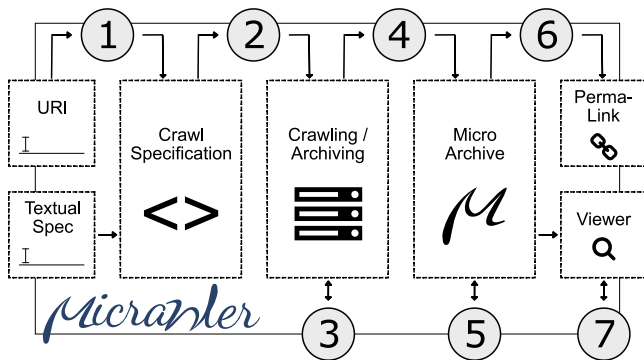 1
2
4
6
URI
Textual
Spec
Crawl
Specification
<>
Crawling /
Archiving
Micro
Archive
μ
Perma-
Link
Viewer
Micrawler
3
5
7